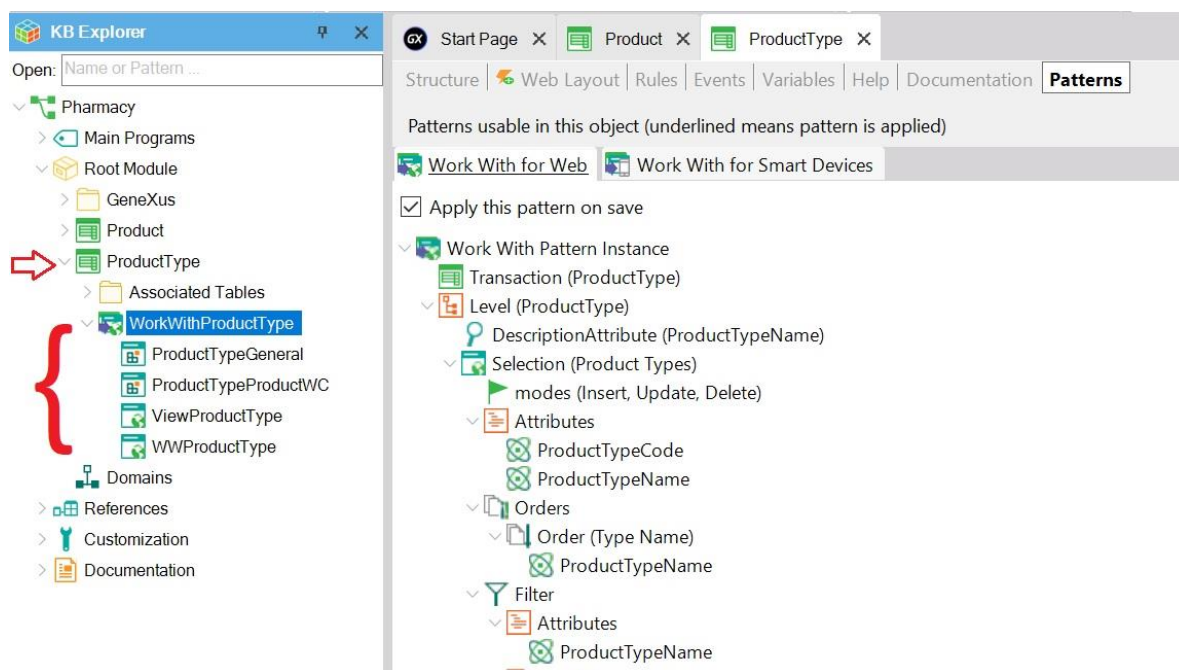 KB Explorer
Open: Name or Pattern ...
Pharmacy
Main Programs
Root Module
GeneXus
Product
ProductType
Associated Tables
WorkWithProductType
ProductTypeGeneral
ProductTypeProductWC
ViewProductType
WWProductType
Domains
References
Customization
Documentation
GX Start Page Product ProductType
Structure Web Layout Rules Events Variables Help Documentation Patterns
Patterns usable in this object (underlined means pattern is applied)
Work With for Web Work With for Smart Devices
Apply this pattern on save
Work With Pattern Instance
Transaction (ProductType)
Level (ProductType)
DescriptionAttribute (ProductTypeName)
Selection (Product Types)
modes (Insert, Update, Delete)
Attributes
ProductTypeCode
ProductTypeName
Orders
Order (Type Name)
ProductTypeName
Filter
Attributes
ProductTypeName